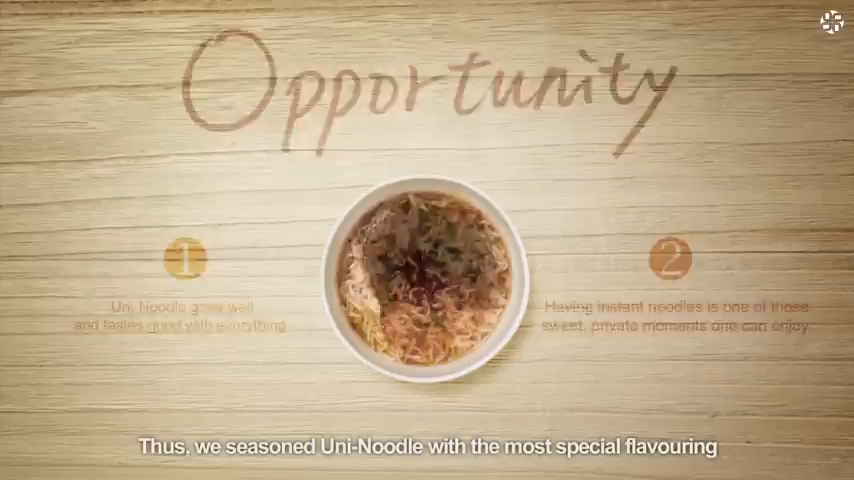 Opportunity
1
Uni Noodle goes well
and tastes good with everything
2
Having instant noodles is one of those
sweet, private moments one can enjoy
Thus, we seasoned Uni-Noodle with the most special flavouring